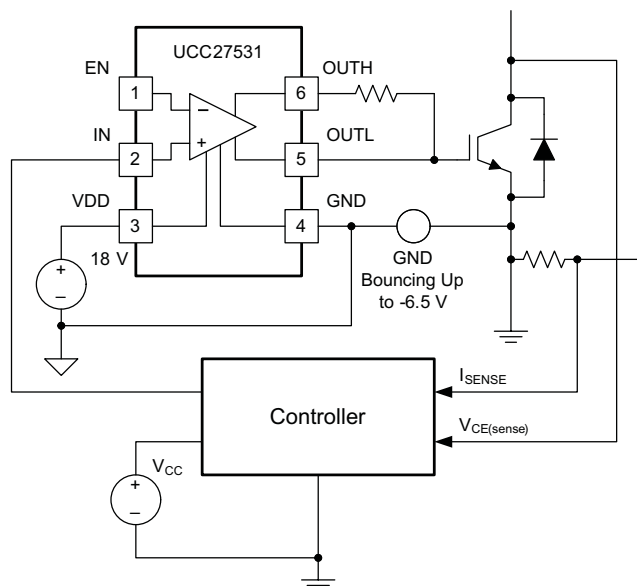 UCC27531
EN
1
IN
2
VDD
3
18 V
OUTH
6
OUTL
5
GND
4
+
–
–
+
GND
Bouncing Up
to -6.5 V
ISENSE
VCE(sense)
Controller
VCC
+
–